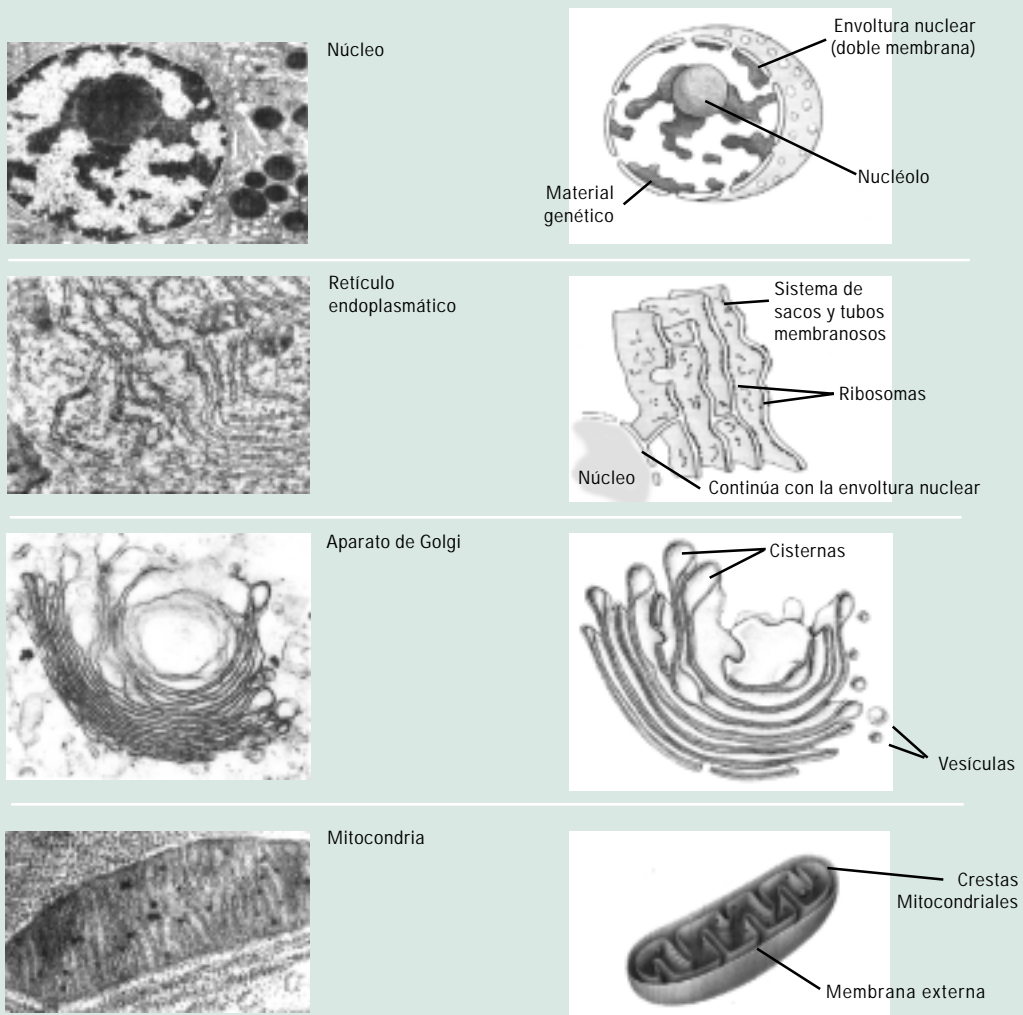 Núcleo
Envoltura nuclear
(doble membrana)
Nucléolo
Material
genético
Retículo
endoplasmático
Sistema de
sacos y tubos
membranosos
Ribosomas
Núcleo
Continúa con la envoltura nuclear
Aparato de Golgi
Cisternas
Vesículas
Mitocondria
Crestas
Mitocondriales
Membrana externa